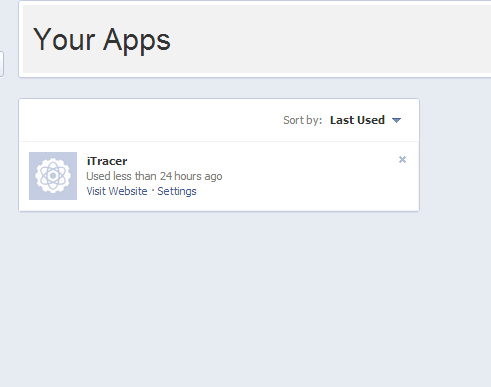 Your Apps
Sort by: Last Used
iTracer
Used less than 24 hours ago
Visit Website · Settings